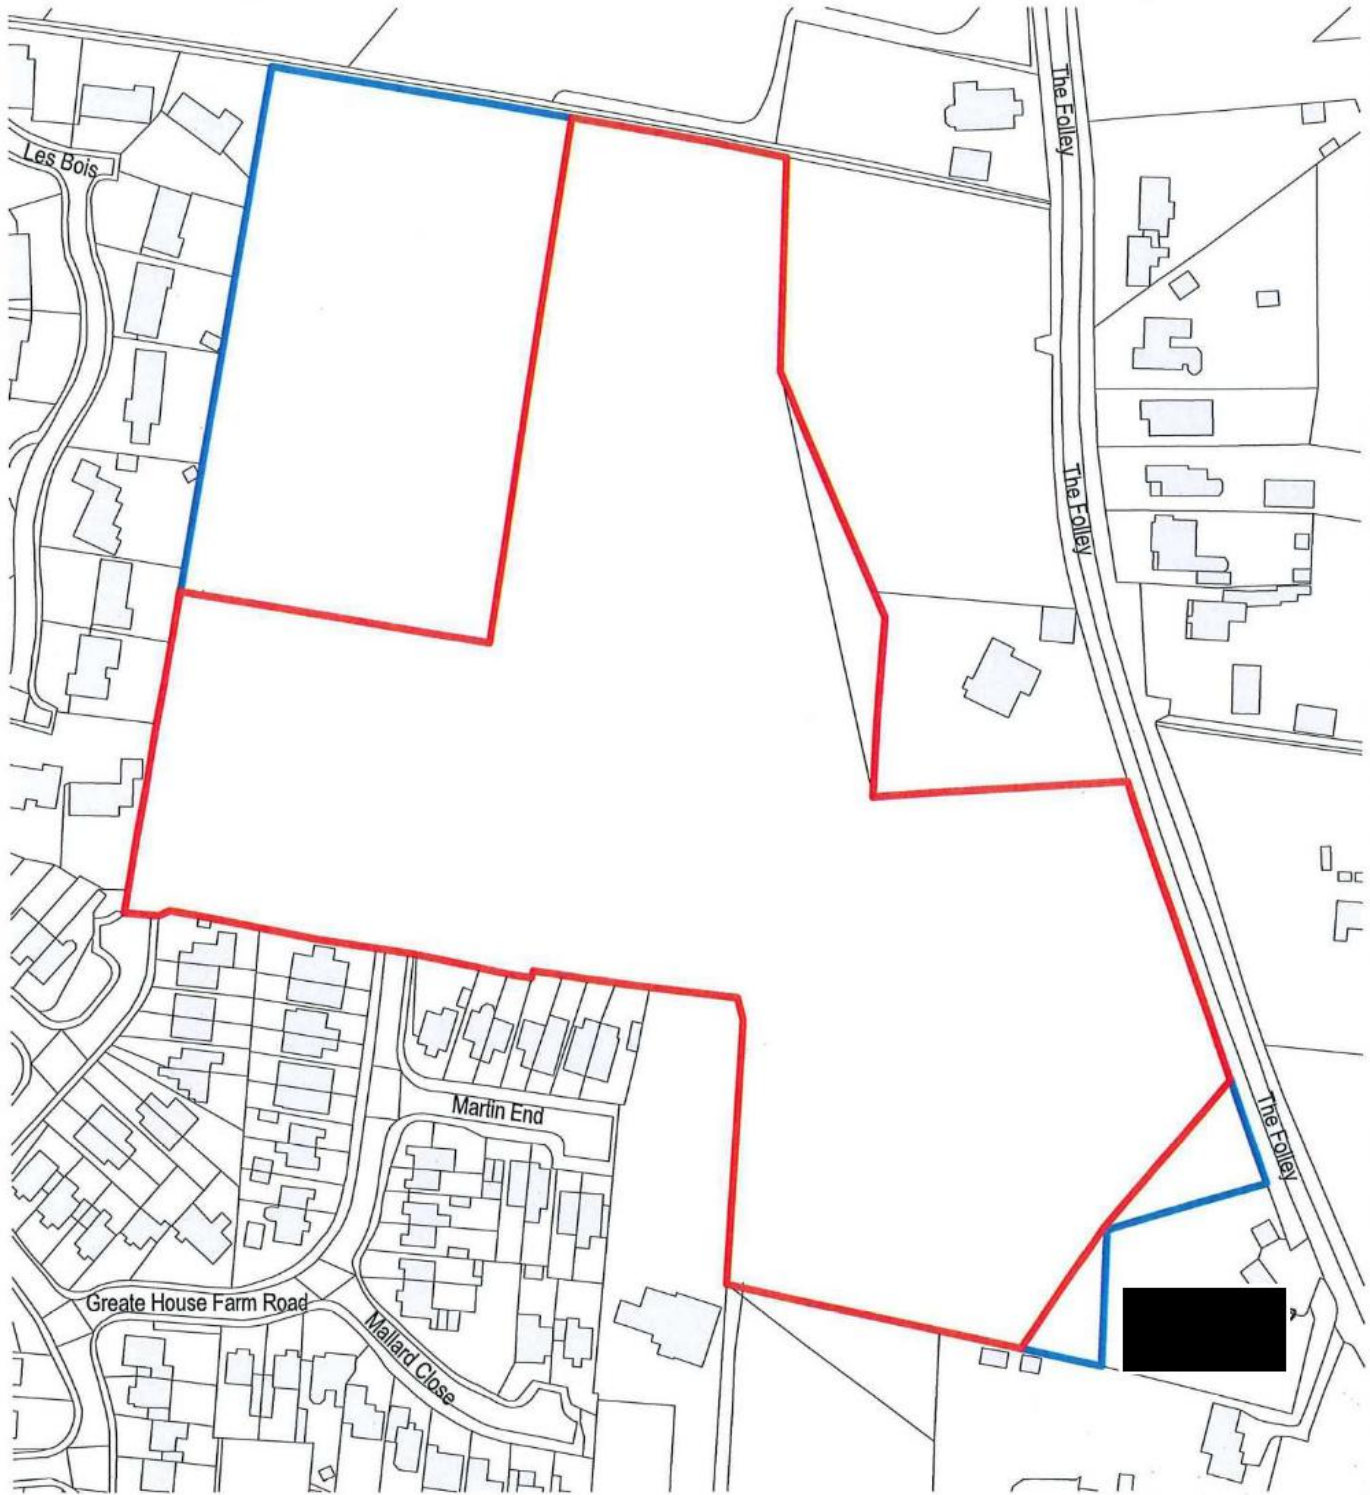 The Folley
Les Bois
The Folley
Martin End
The Folley
Greate House Farm Road
Mallard Close